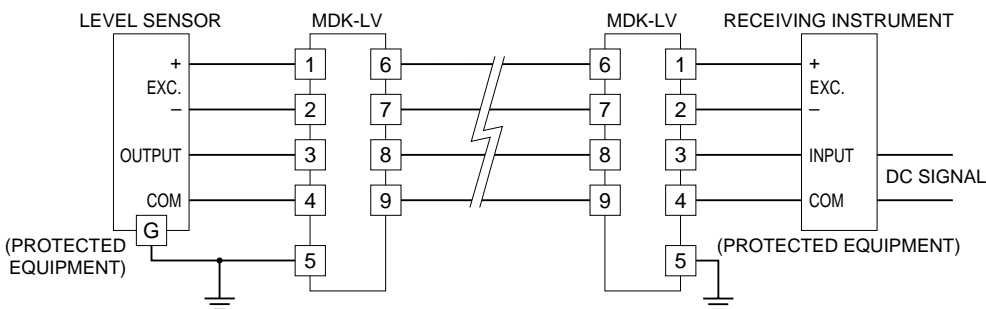 LEVEL SENSOR MDK-LV MDK-LV RECEIVING INSTRUMENT
+ 1 6 6 1 +
EXC. EXC.
– 2 7 7 2 –
OUTPUT 3 8 8 3 INPUT
DC SIGNAL
COM 4 9 9 4 COM
G
(PROTECTED EQUIPMENT) 5 5 (PROTECTED EQUIPMENT)